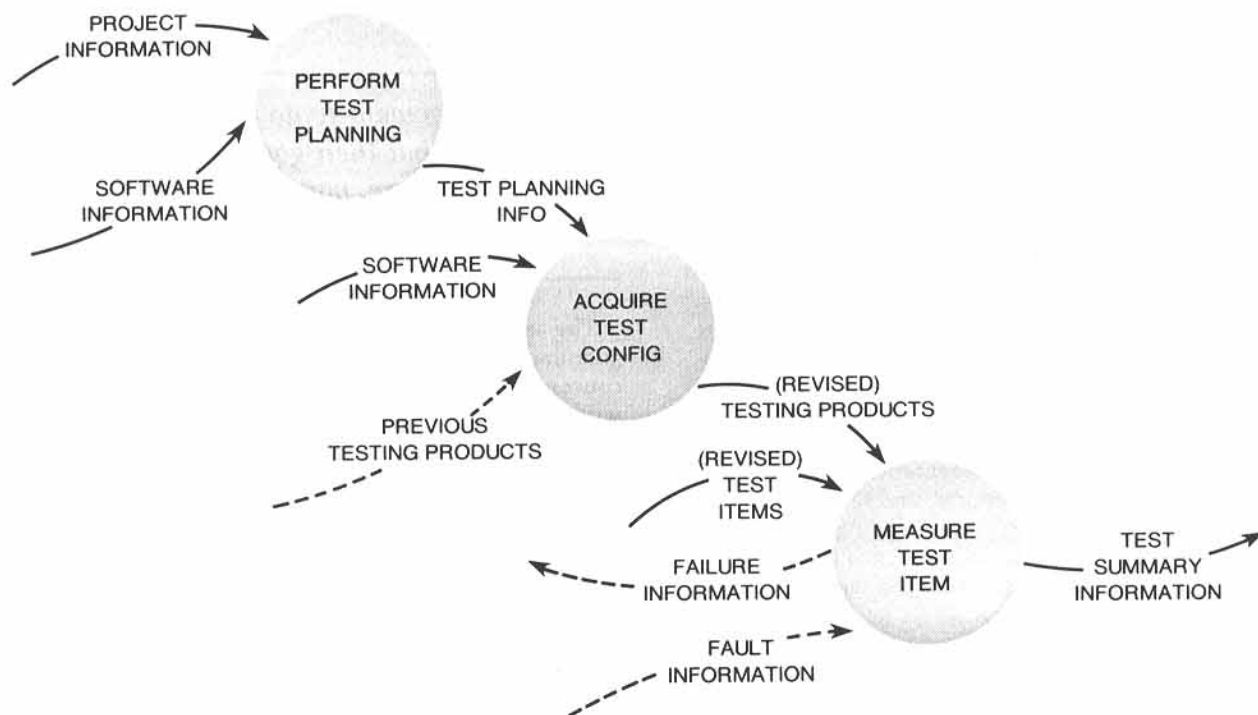 PROJECT
INFORMATION
PERFORM
TEST
PLANNING
SOFTWARE
INFORMATION
TEST PLANNING
INFO
SOFTWARE
INFORMATION
ACQUIRE
TEST
CONFIG
PREVIOUS
TESTING PRODUCTS
(REVISED)
TESTING PRODUCTS
(REVISED)
TEST
ITEMS
MEASURE
TEST
ITEM
FAILURE
INFORMATION
TEST
SUMMARY
INFORMATION
FAULT
INFORMATION